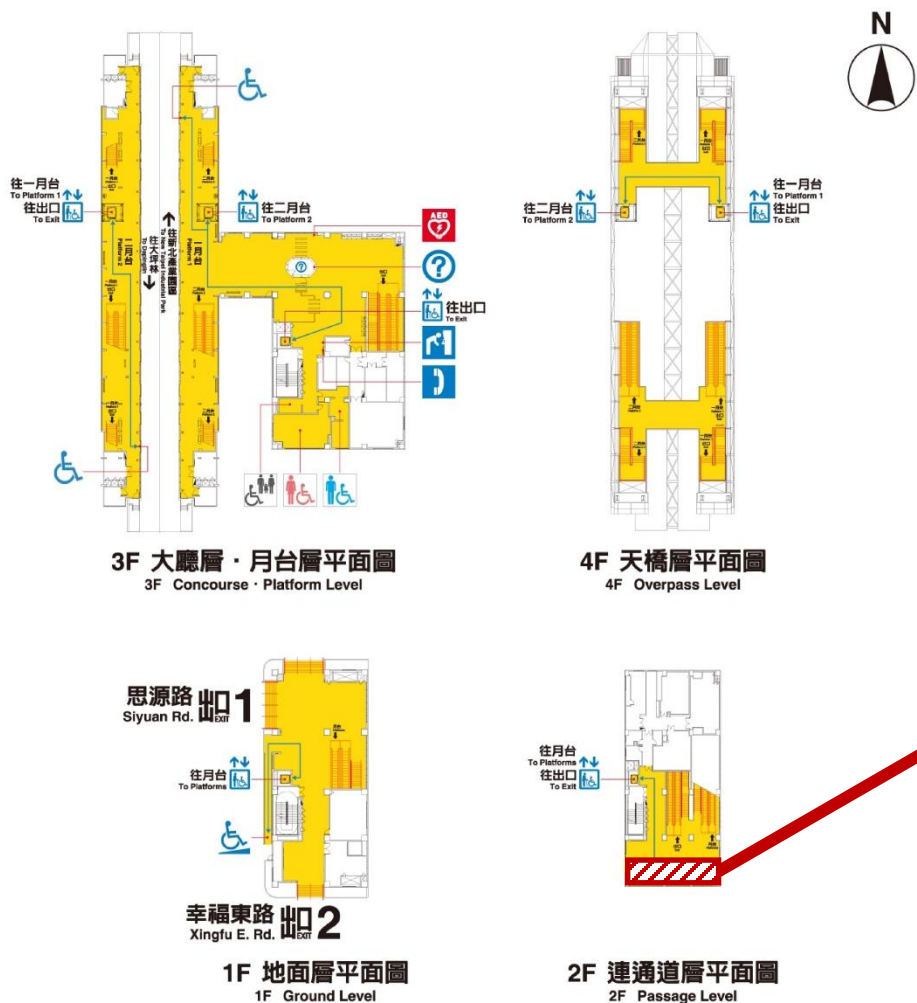 N
往一月台
To Platform 1
往出口
To Exit
二月台
Platform 2
往大坪林
To Dapinglin
往新北產業園區
To New Taipei Industrial Park
一月台
Platform 1
往二月台
To Platform 2
AED
?
?
往出口
To Exit
3F 大廳層·月台層平面圖
3F Concourse · Platform Level
往二月台
To Platform 2
往一月台
To Platform 1
往出口
To Exit
4F 天橋層平面圖
4F Overpass Level
思源路
Siyuan Rd.
出口
EXIT
1
往月台
To Platforms
幸福東路
Xingfu E. Rd.
出口
EXIT
2
1F 地面層平面圖
1F Ground Level
往月台
To Platforms
往出口
To Exit
2F 連通道層平面圖
2F Passage Level